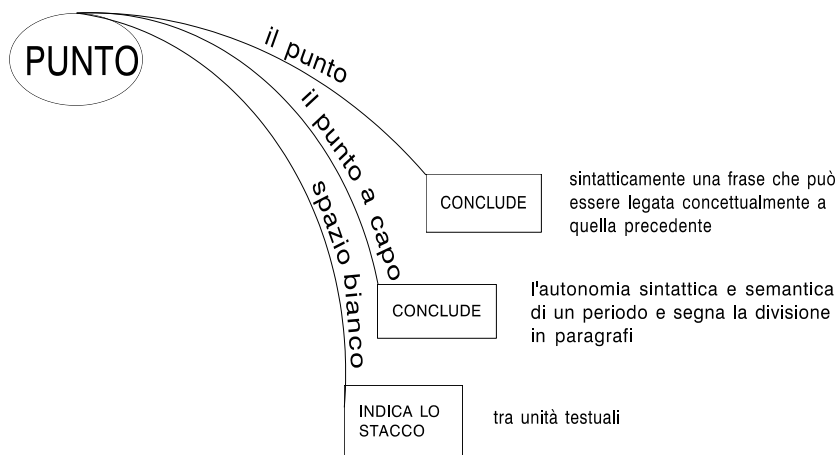 PUNTO
il punto
CONCLUDE
sintatticamente una frase che può
essere legata concettualmente a
quella precedente
il punto a capo
CONCLUDE
l'autonomia sintattica e semantica
di un periodo e segna la divisione
in paragrafi
spazio bianco
INDICA LO
STACCO
tra unità testuali